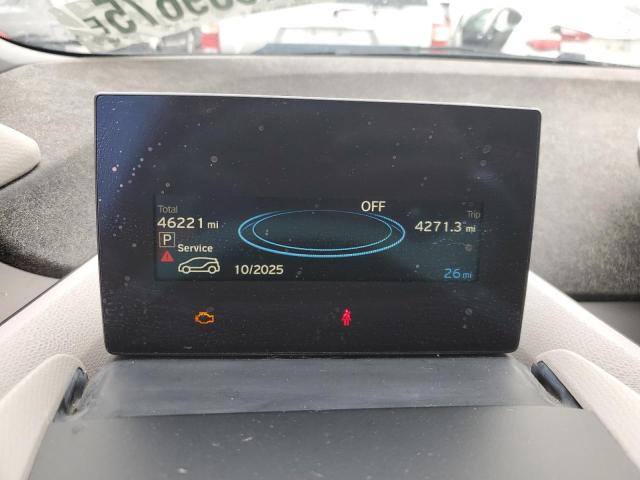 OFF
Total
46221 mi
Trip
4271.3 mi
P
Service
10/2025
26 mi